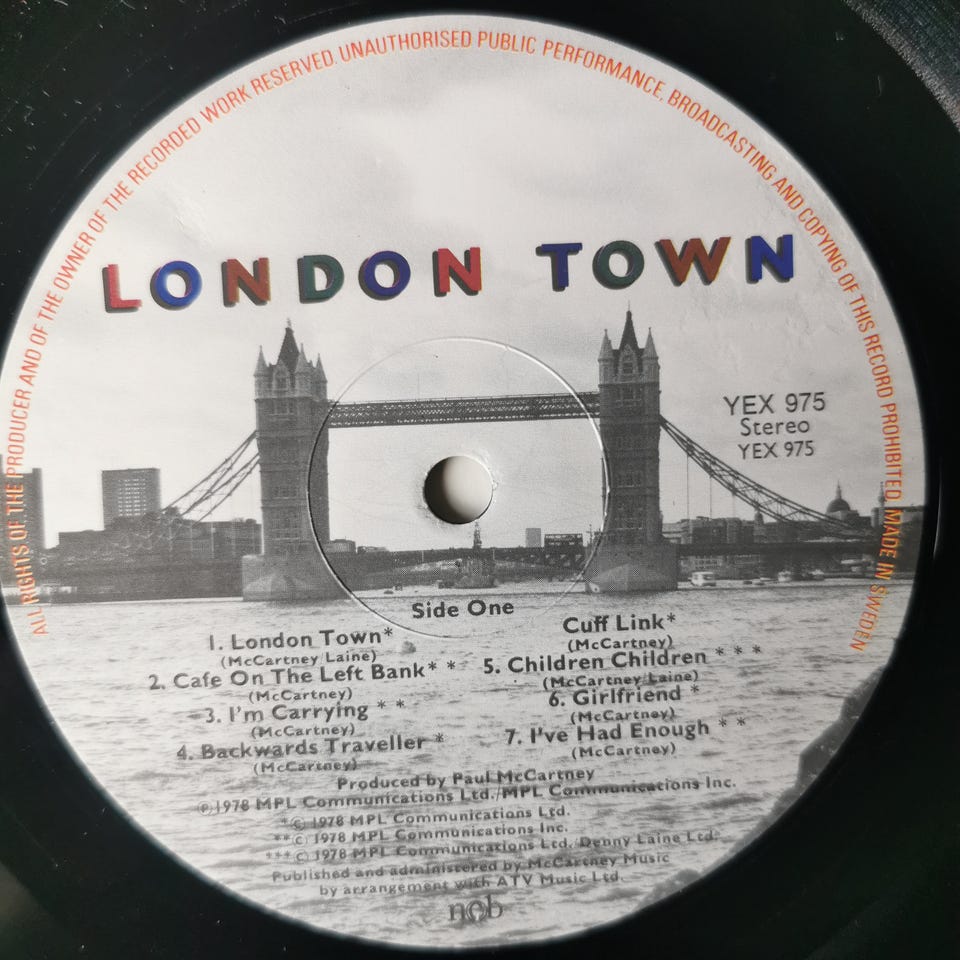 ALL RIGHTS OF THE PRODUCER AND OF THE OWNER OF THE RECORDED WORK RESERVED. UNAUTHORISED PUBLIC PERFORMANCE, BROADCASTING AND COPYING OF THIS RECORD PROHIBITED. MADE IN SWEDEN
LONDON TOWN
YEX 975
Stereo
YEX 975
Side One
1. London Town*
(McCartney/Laine)
2. Cafe On The Left Bank* *
(McCartney)
3. I'm Carrying * *
(McCartney)
4. Backwards Traveller *
(McCartney)
Cuff Link*
(McCartney)
5. Children Children * * *
(McCartney/Laine)
6. Girlfriend *
(McCartney)
7. I've Had Enough * *
(McCartney)
Produced by Paul McCartney
℗1978 MPL Communications Ltd./MPL Communications Inc.
*© 1978 MPL Communications Ltd.
**© 1978 MPL Communications Inc.
***© 1978 MPL Communications Ltd./Denny Laine Ltd.
Published and administered by McCartney Music
by arrangement with ATV Music Ltd.
ncb